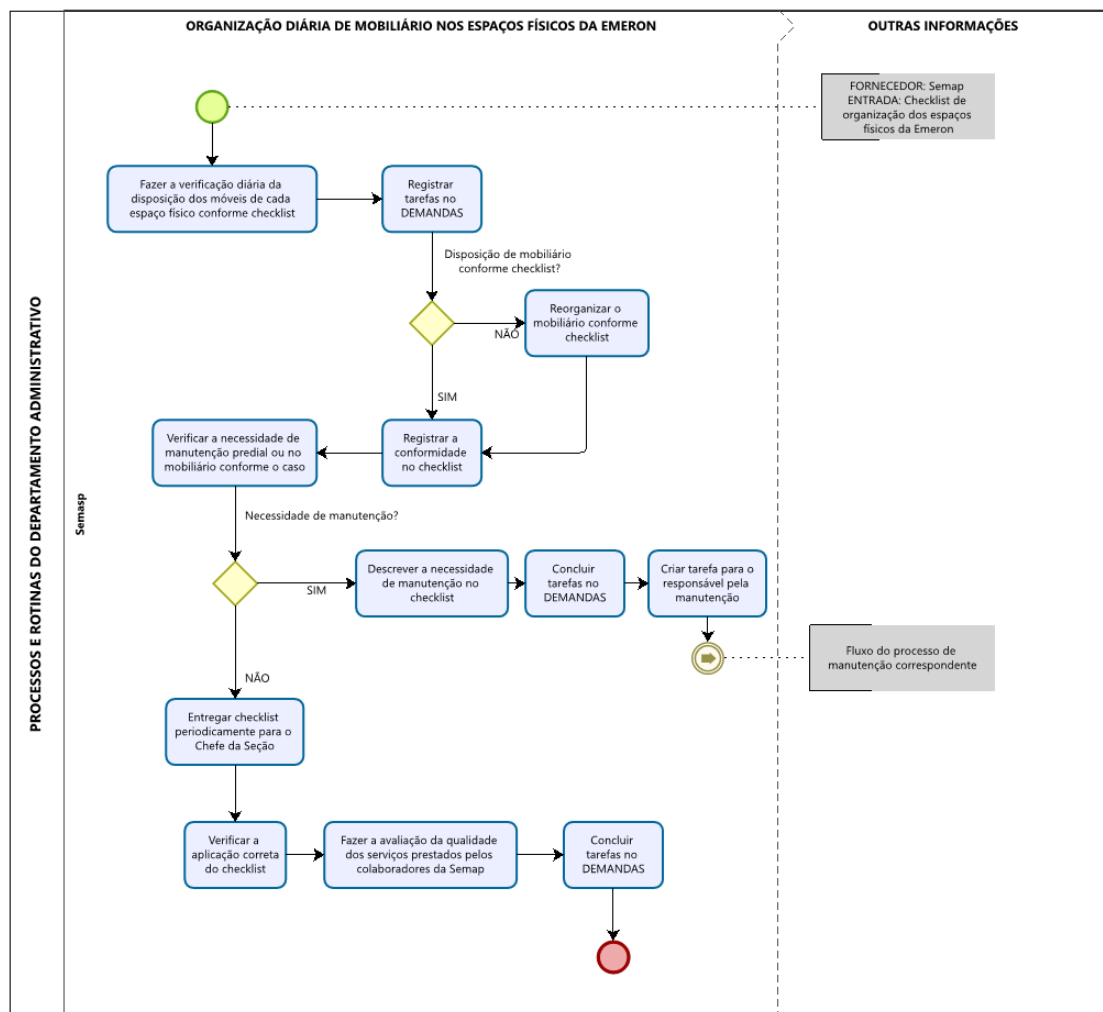 ORGANIZAÇÃO DIÁRIA DE MOBILIÁRIO NOS ESPAÇOS FÍSICOS DA EMERON
OUTRAS INFORMAÇÕES
PROCESSOS E ROTINAS DO DEPARTAMENTO ADMINISTRATIVO
Semasp
FORNECEDOR: Semap
ENTRADA: Checklist de
organização dos espaços
físicos da Emeron
Fazer a verificação diária da
disposição dos móveis de cada
espaço físico conforme checklist
Registrar
tarefas no
DEMANDAS
Disposição de mobiliário
conforme checklist?
NÃO
Reorganizar o
mobiliário conforme
checklist
SIM
Registrar a
conformidade
no checklist
Verificar a necessidade de
manutenção predial ou no
mobiliário conforme o caso
Necessidade de manutenção?
SIM
Descrever a necessidade
de manutenção no
checklist
Concluir
tarefas no
DEMANDAS
Criar tarefa para o
responsável pela
manutenção
Fluxo do processo de
manutenção correspondente
NÃO
Entregar checklist
periodicamente para o
Chefe da Seção
Verificar a
aplicação correta
do checklist
Fazer a avaliação da qualidade
dos serviços prestados pelos
colaboradores da Semap
Concluir
tarefas no
DEMANDAS